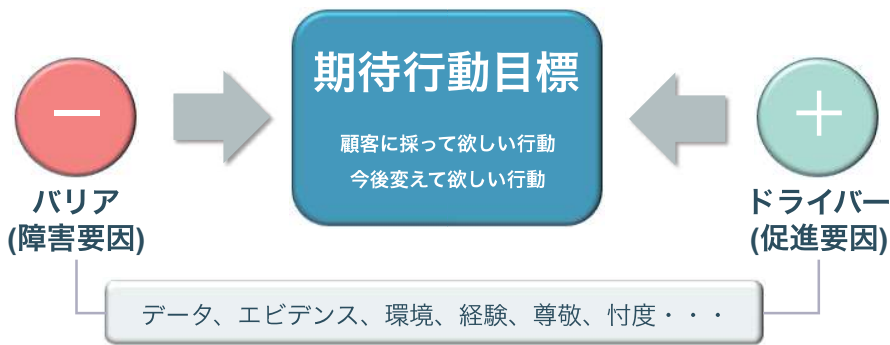 期待行動目標
顧客に採って欲しい行動
今後変えて欲しい行動
バリア
(障害要因)
ドライバー
(促進要因)
データ、エビデンス、環境、経験、尊敬、忖度・・・